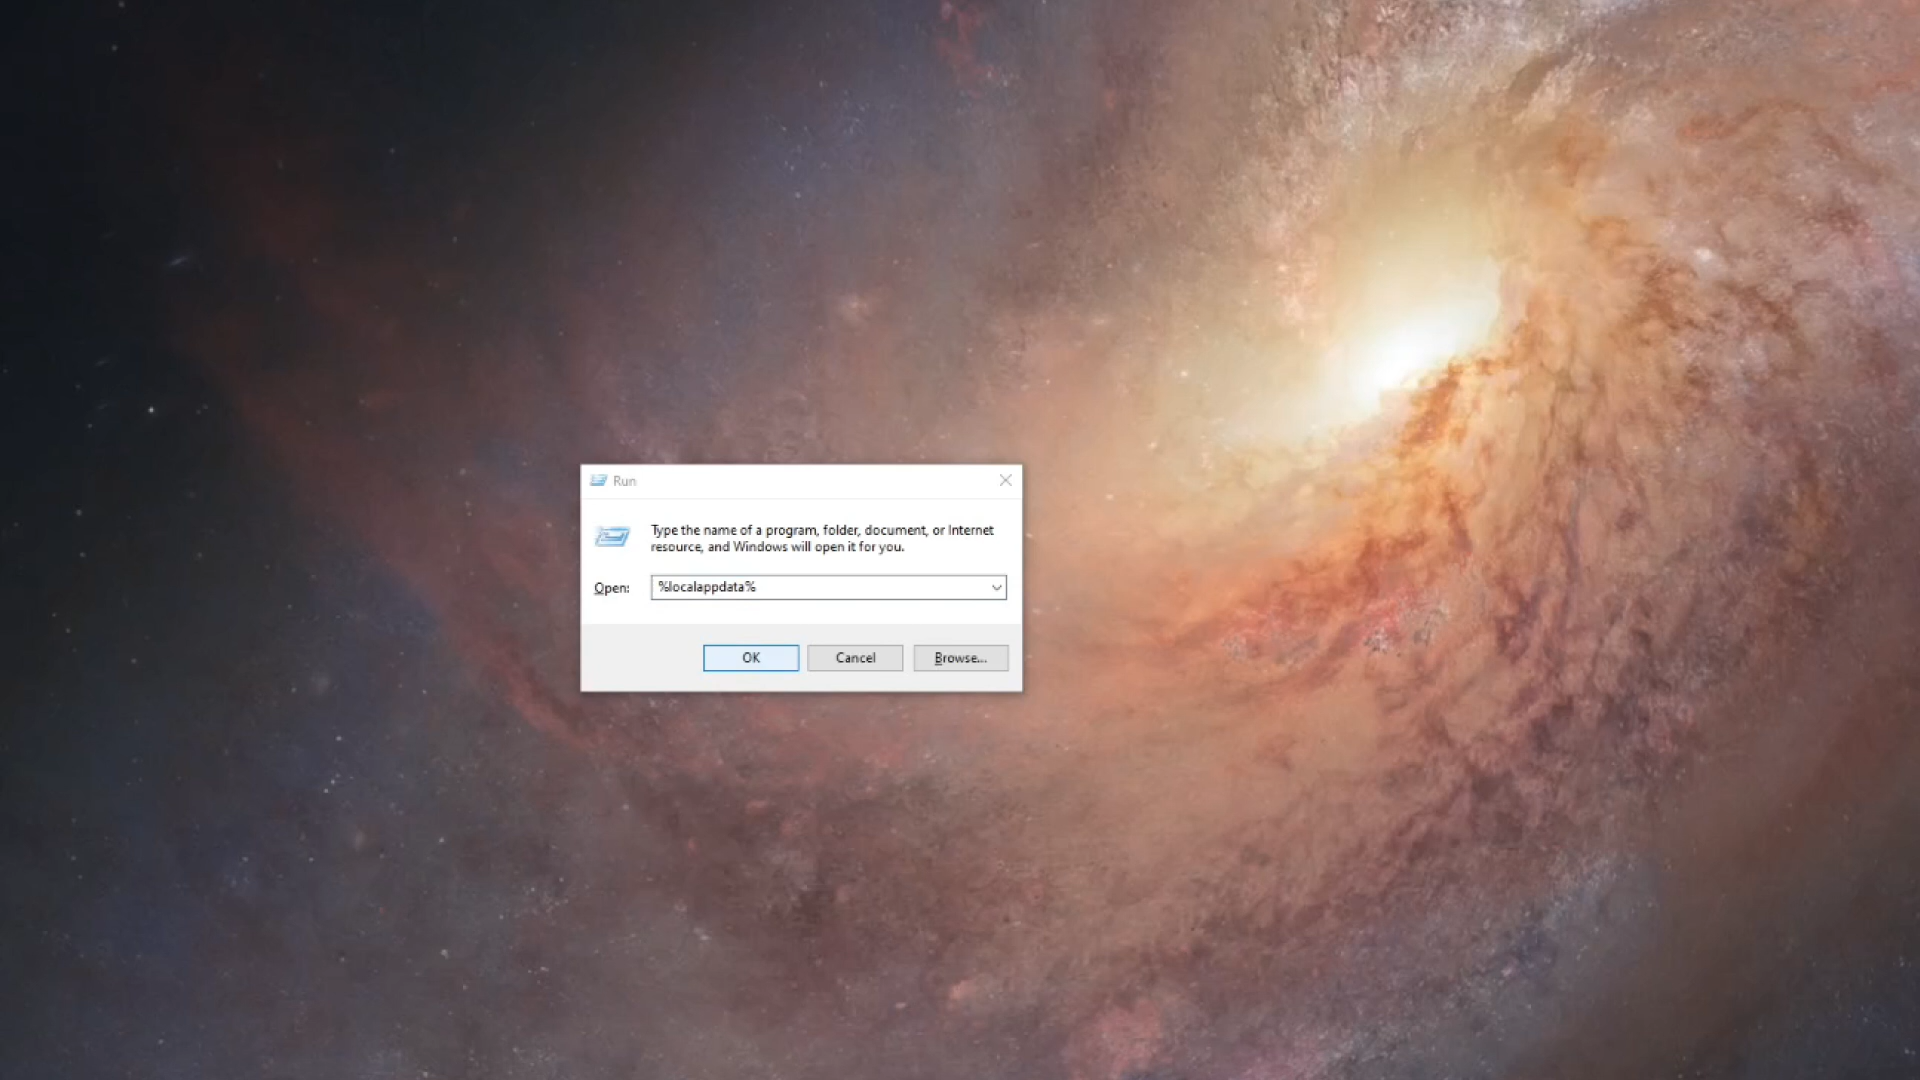 Run
Type the name of a program, folder, document, or Internet
resource, and Windows will open it for you.
Open: %localappdata%
OK Cancel Browse...